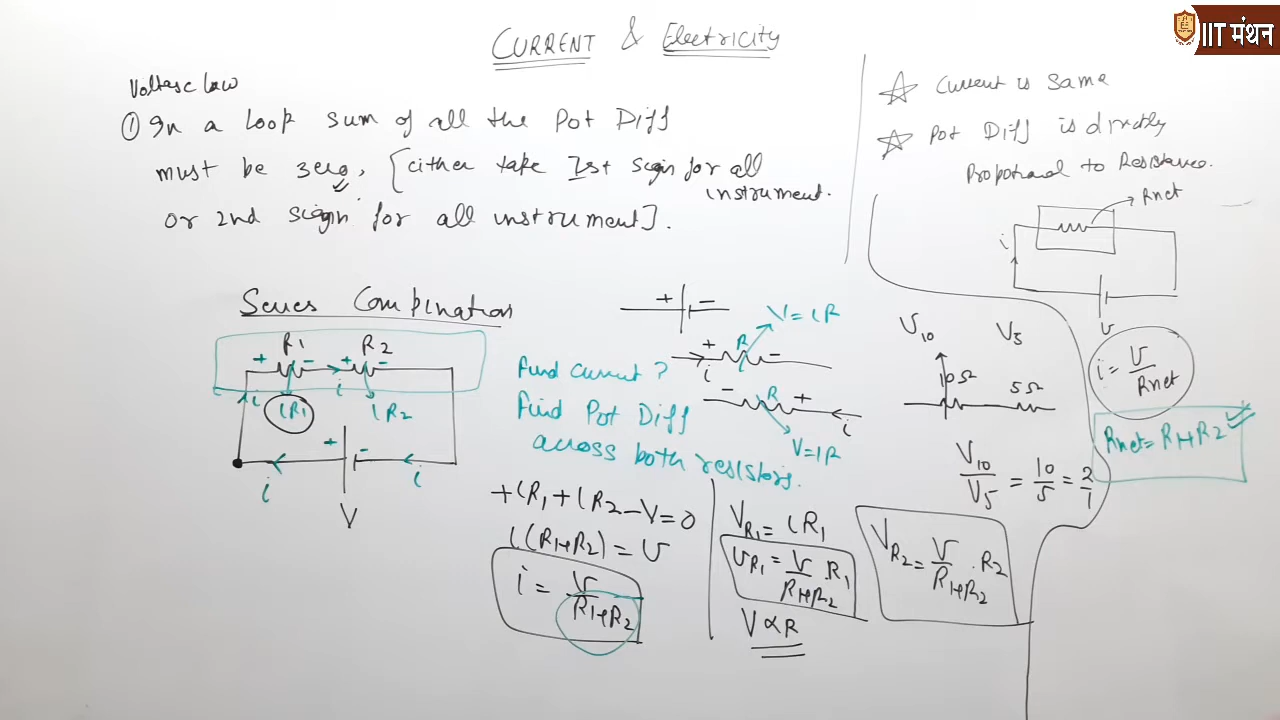 IIT मंथन
CURRENT & Electricity
Voltage law
① In a loop sum of all the Pot Diff
must be zero, [either take 1st sign for all
instrument.
or 2nd sign for all instrument].
☆ Current is same
☆ Pot Diff is directly
Propotional to Resistance.
Rnet
i
V
i = V/Rnet
Rnet = R1+R2
Series Combination
+ R1 - + R2 -
i i
iR1 iR2
+ -
i i
V
+ -
V = iR
+ R -
i
- R +
i
V = iR
Find current?
Find Pot Diff
across both resistors.
+iR1 + iR2 - V = 0
i(R1+R2) = V
i = V/R1+R2
VR1 = iR1
VR1 = V/R1+R2 . R1
V ∝ R
VR2 = V/R1+R2 . R2
V10 V5
10Ω 5Ω
V10/V5 = 10/5 = 2/1